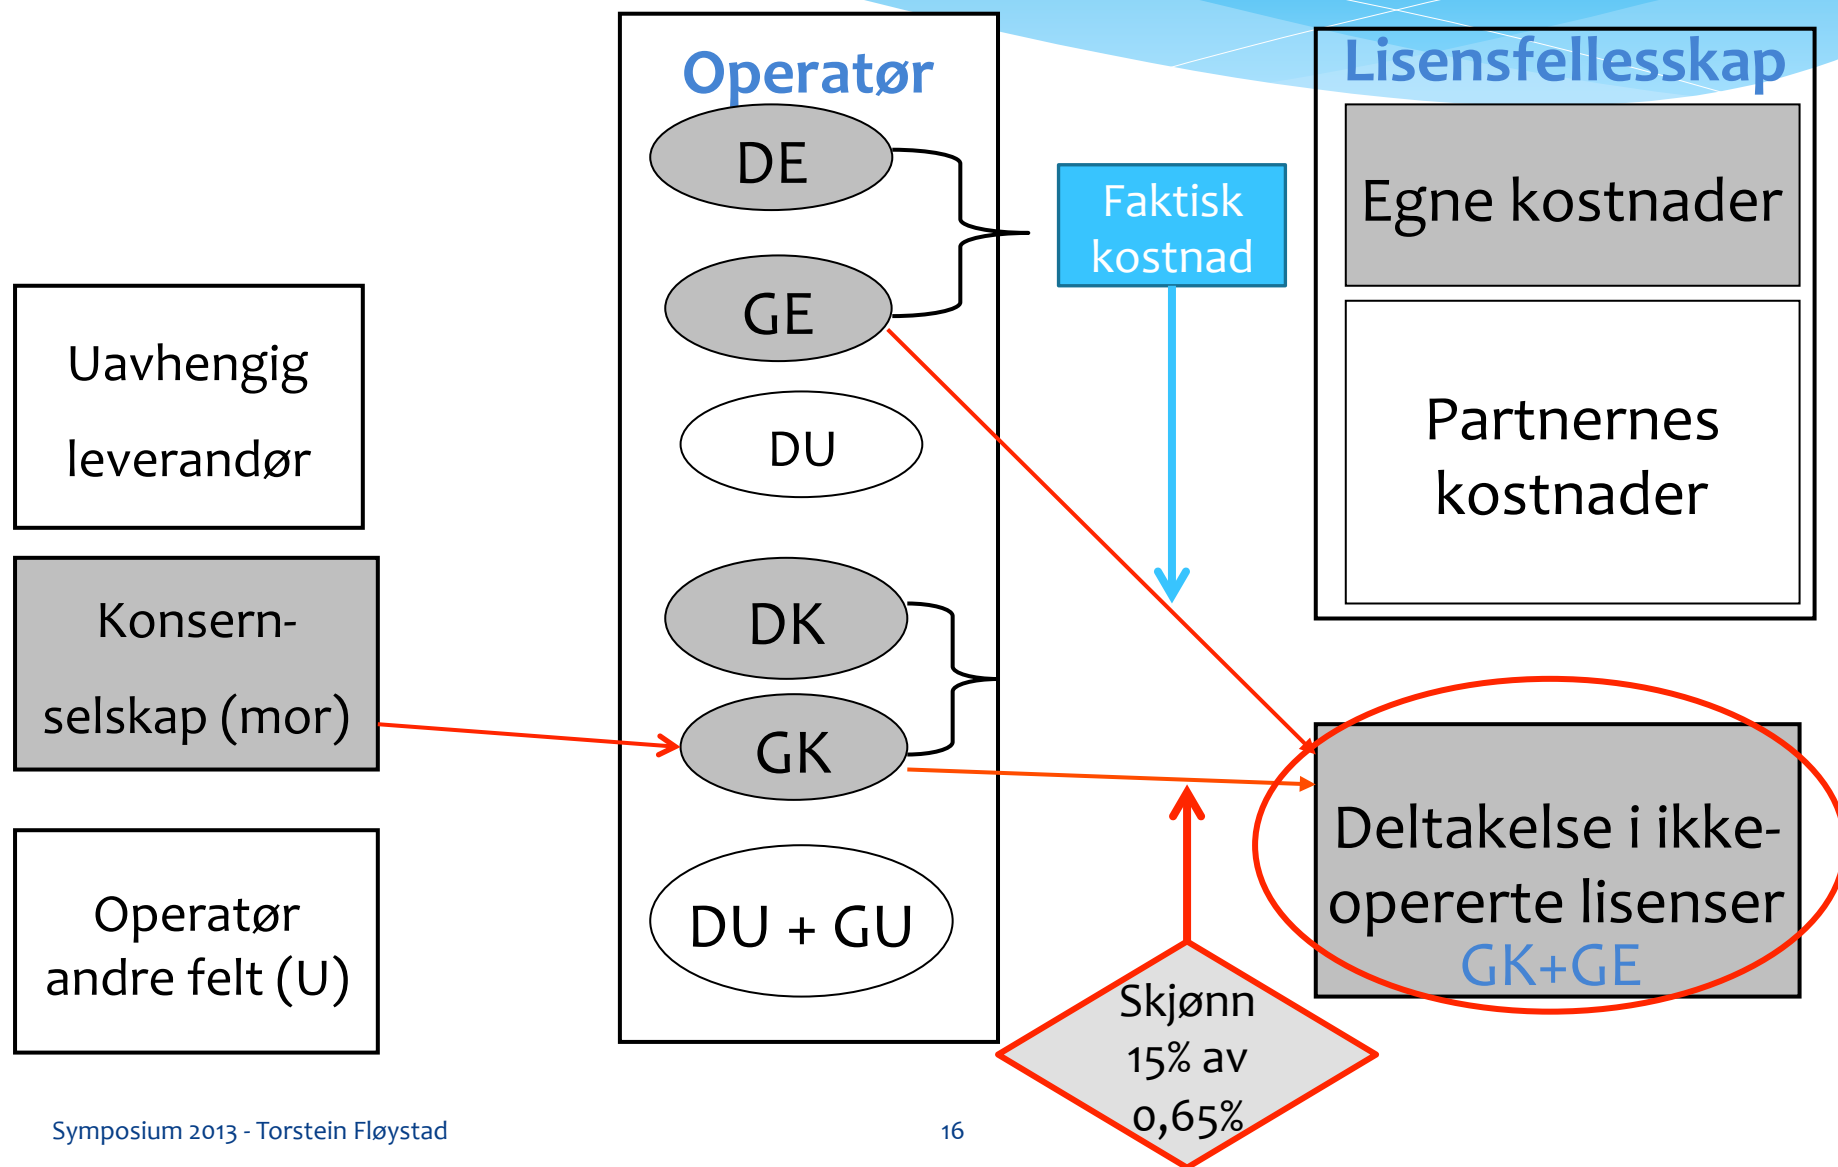 Operatør
DE
GE
DU
DK
GK
DU + GU
Uavhengig
leverandør
Konsern-
selskap (mor)
Operatør
andre felt (U)
Faktisk
kostnad
Lisensfellesskap
Egne kostnader
Partnernes
kostnader
Deltakelse i ikke-
opererte lisenser
GK+GE
Skjønn
15% av
0,65%
Symposium 2013 - Torstein Fløystad
16